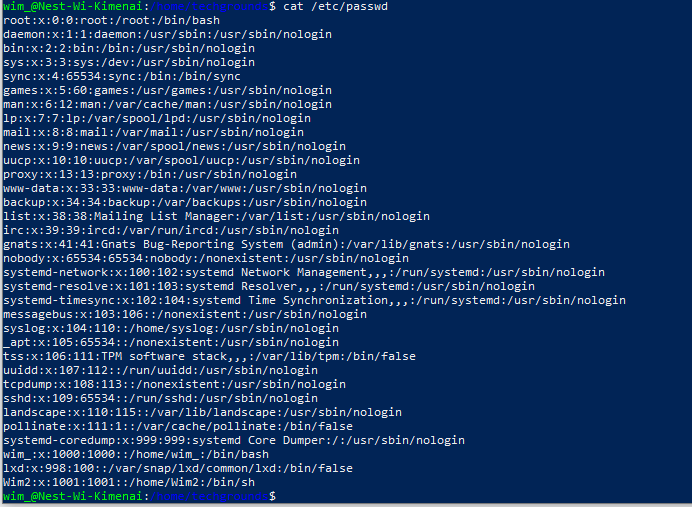 wim_@Nest-Wi-Kimenai:/home/techgrounds$ cat /etc/passwd
root:x:0:0:root:/root:/bin/bash
daemon:x:1:1:daemon:/usr/sbin:/usr/sbin/nologin
bin:x:2:2:bin:/bin:/usr/sbin/nologin
sys:x:3:3:sys:/dev:/usr/sbin/nologin
sync:x:4:65534:sync:/bin:/bin/sync
games:x:5:60:games:/usr/games:/usr/sbin/nologin
man:x:6:12:man:/var/cache/man:/usr/sbin/nologin
lp:x:7:7:lp:/var/spool/lpd:/usr/sbin/nologin
mail:x:8:8:mail:/var/mail:/usr/sbin/nologin
news:x:9:9:news:/var/spool/news:/usr/sbin/nologin
uucp:x:10:10:uucp:/var/spool/uucp:/usr/sbin/nologin
proxy:x:13:13:proxy:/bin:/usr/sbin/nologin
www-data:x:33:33:www-data:/var/www:/usr/sbin/nologin
backup:x:34:34:backup:/var/backups:/usr/sbin/nologin
list:x:38:38:Mailing List Manager:/var/list:/usr/sbin/nologin
irc:x:39:39:ircd:/var/run/ircd:/usr/sbin/nologin
gnats:x:41:41:Gnats Bug-Reporting System (admin):/var/lib/gnats:/usr/sbin/nologin
nobody:x:65534:65534:nobody:/nonexistent:/usr/sbin/nologin
systemd-network:x:100:102:systemd Network Management,,,:/run/systemd:/usr/sbin/nologin
systemd-resolve:x:101:103:systemd Resolver,,,:/run/systemd:/usr/sbin/nologin
systemd-timesync:x:102:104:systemd Time Synchronization,,,:/run/systemd:/usr/sbin/nologin
messagebus:x:103:106::/nonexistent:/usr/sbin/nologin
syslog:x:104:110::/home/syslog:/usr/sbin/nologin
_apt:x:105:65534::/nonexistent:/usr/sbin/nologin
tss:x:106:111:TPM software stack,,,:/var/lib/tpm:/bin/false
uuidd:x:107:112::/run/uuidd:/usr/sbin/nologin
tcpdump:x:108:113::/nonexistent:/usr/sbin/nologin
sshd:x:109:65534::/run/sshd:/usr/sbin/nologin
landscape:x:110:115::/var/lib/landscape:/usr/sbin/nologin
pollinate:x:111:1::/var/cache/pollinate:/bin/false
systemd-coredump:x:999:999:systemd Core Dumper:/:/usr/sbin/nologin
wim_:x:1000:1000::/home/wim_:/bin/bash
lxd:x:998:100::/var/snap/lxd/common/lxd:/bin/false
Wim2:x:1001:1001::/home/Wim2:/bin/sh
wim_@Nest-Wi-Kimenai:/home/techgrounds$